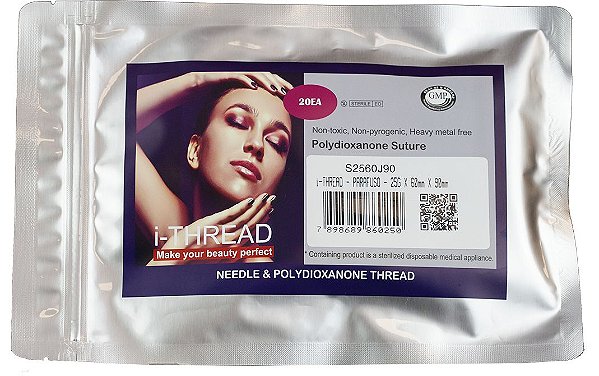 20EA
STERILE EO
GMP
Non-toxic, Non-pyrogenic, Heavy metal free
Polydioxanone Suture
S2560J90
i-THREAD - PARAFUSO - 25G X 60mm X 90mm
7 898689 860250
i-THREAD
Make your beauty perfect
* Containing product is a sterilized disposable medical appliance.
NEEDLE & POLYDIOXANONE THREAD